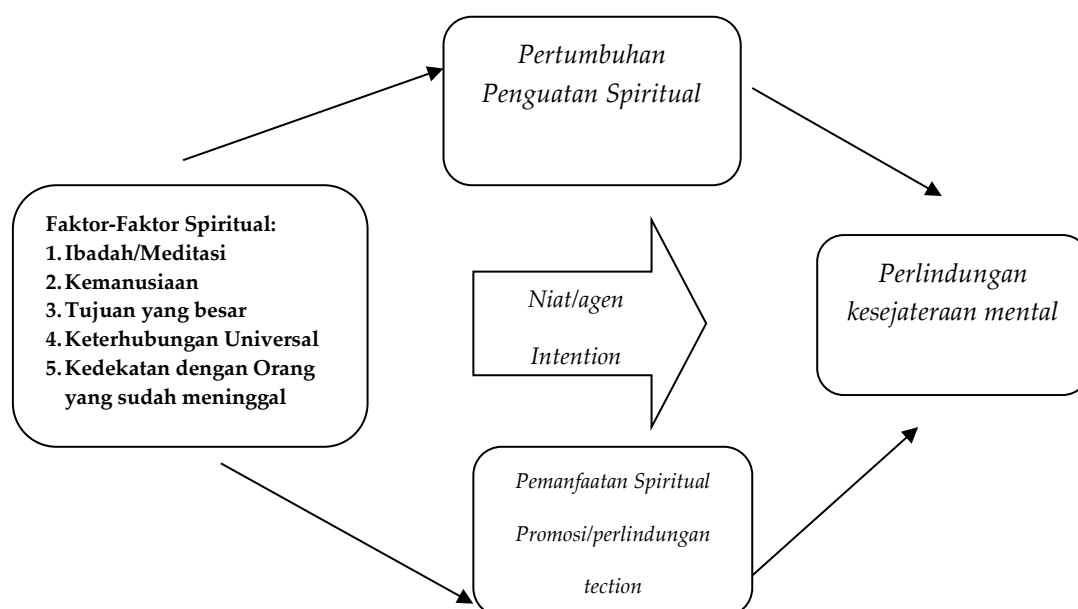 Pertumbuhan
Penguatan Spiritual
Faktor-Faktor Spiritual:
1. Ibadah/Meditasi
2. Kemanusiaan
3. Tujuan yang besar
4. Keterhubungan Universal
5. Kedekatan dengan Orang
yang sudah meninggal
Niat/agen
Intention
Perlindungan
kesejateraan mental
Pemanfaatan Spiritual
Promosi/perlindungan
tection